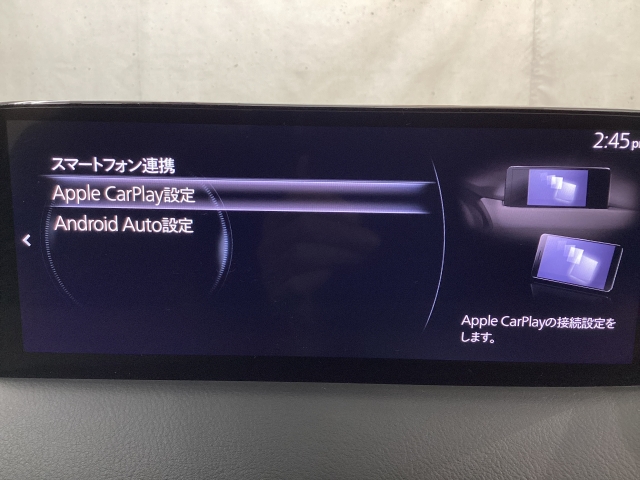 2:45
スマートフォン連携
Apple CarPlay設定
Android Auto設定
Apple CarPlayの接続設定を
します。